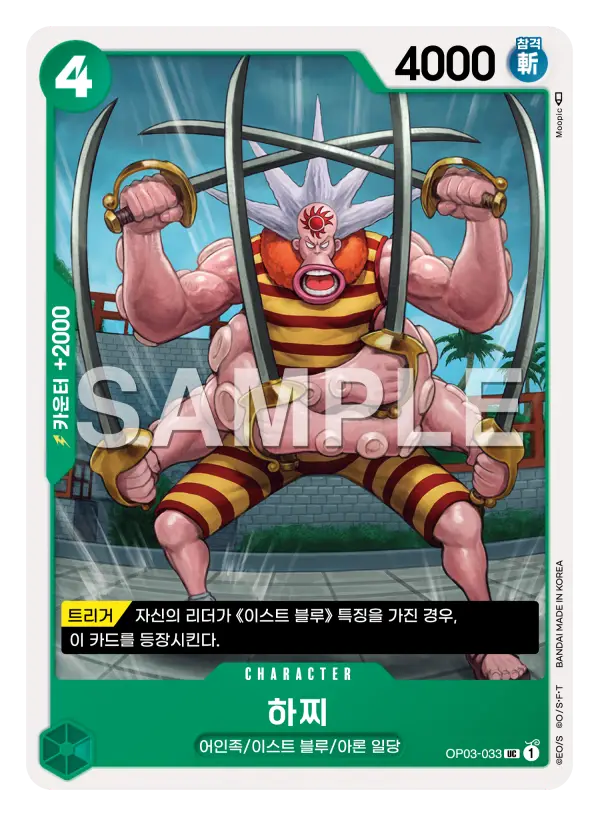 4
4000
참격
斬
Moopic
카운터 +2000
SAMPLE
트리거 자신의 리더가 《이스트 블루》 특징을 가진 경우,
이 카드를 등장시킨다.
CHARACTER
하찌
어인족/이스트 블루/아론 일당
OP03-033 UC 1
©E.O/S ©O/S·F·T BANDAI MADE IN KOREA